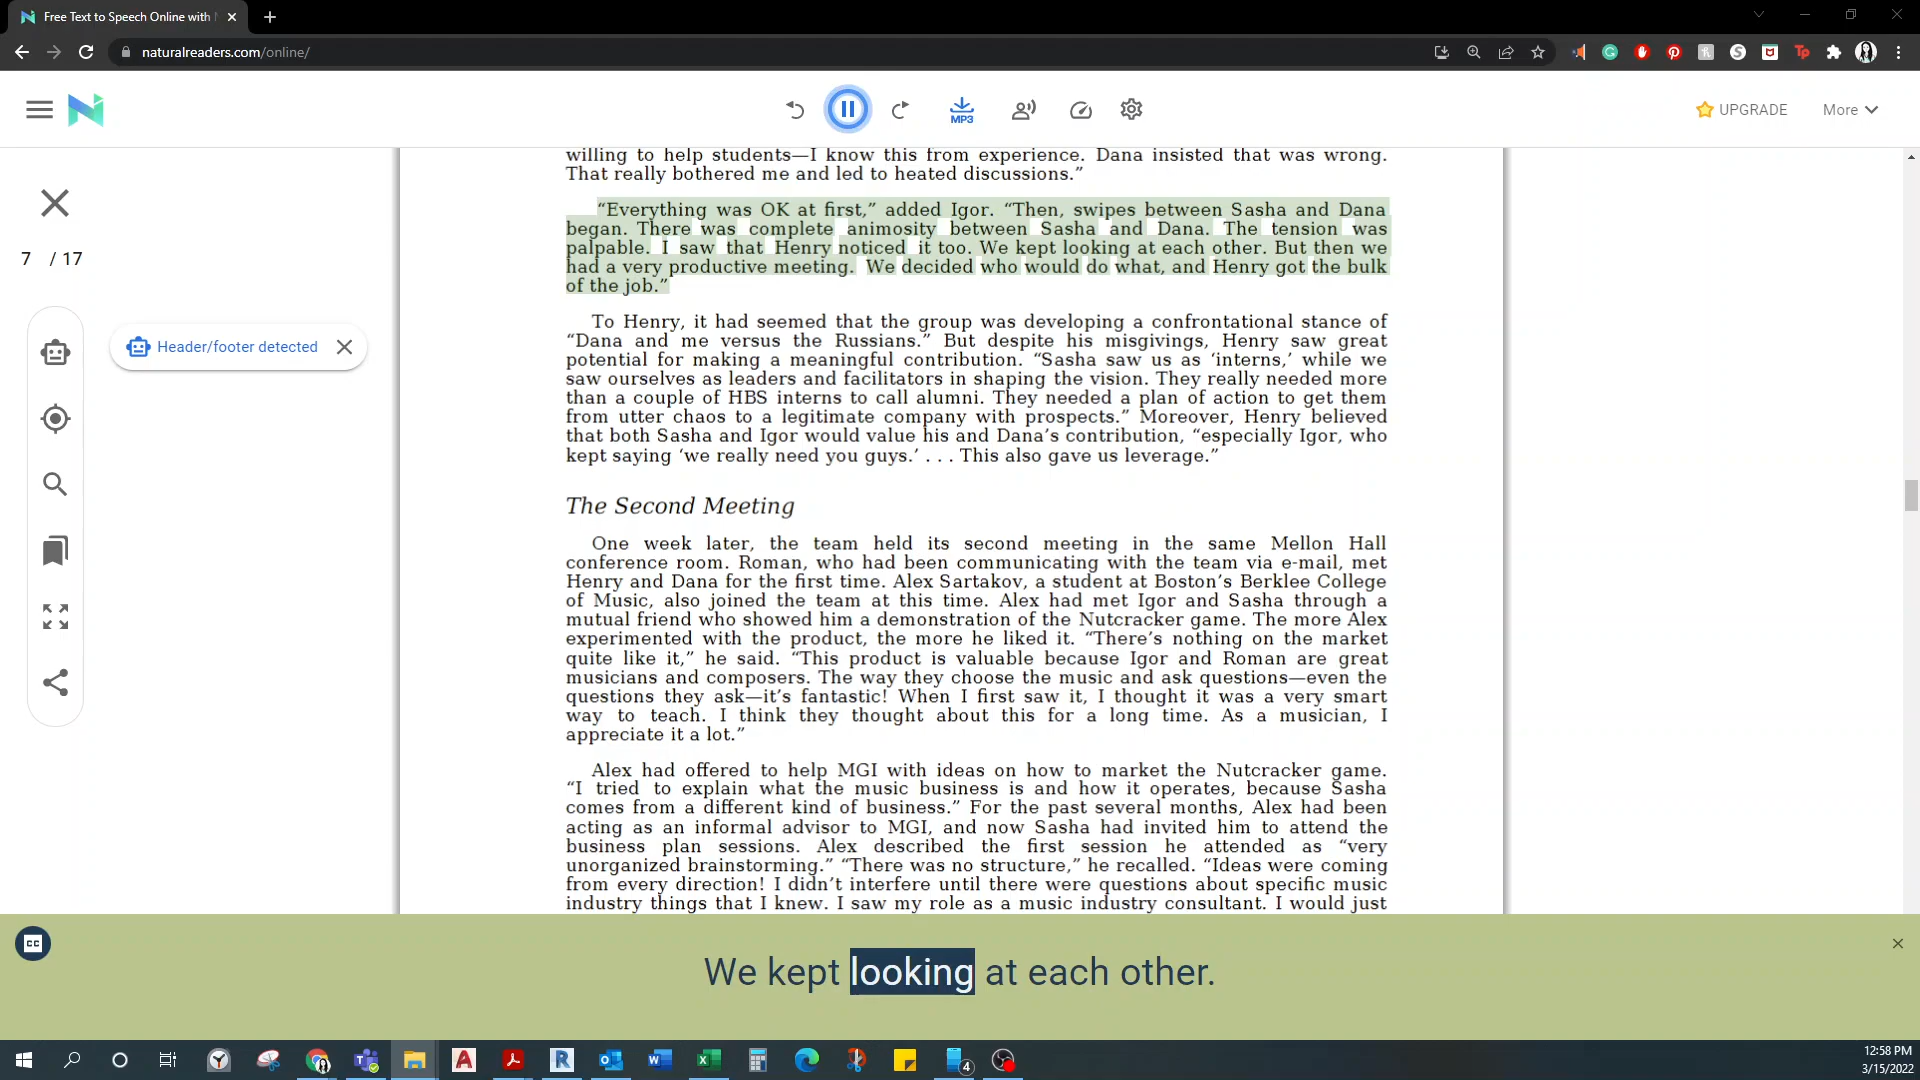 Free Text to Speech Online with
naturalreaders.com/online/
MP3
UPGRADE
More
7 / 17
Header/footer detected
willing to help students—I know this from experience. Dana insisted that was wrong.
That really bothered me and led to heated discussions.”
“Everything was OK at first,” added Igor. “Then, swipes between Sasha and Dana
began. There was complete animosity between Sasha and Dana. The tension was
palpable. I saw that Henry noticed it too. We kept looking at each other. But then we
had a very productive meeting. We decided who would do what, and Henry got the bulk
of the job.”
To Henry, it had seemed that the group was developing a confrontational stance of
“Dana and me versus the Russians.” But despite his misgivings, Henry saw great
potential for making a meaningful contribution. “Sasha saw us as ‘interns,’ while we
saw ourselves as leaders and facilitators in shaping the vision. They really needed more
than a couple of HBS interns to call alumni. They needed a plan of action to get them
from utter chaos to a legitimate company with prospects.” Moreover, Henry believed
that both Sasha and Igor would value his and Dana’s contribution, “especially Igor, who
kept saying ‘we really need you guys.’ . . . This also gave us leverage.”
The Second Meeting
One week later, the team held its second meeting in the same Mellon Hall
conference room. Roman, who had been communicating with the team via e-mail, met
Henry and Dana for the first time. Alex Sartakov, a student at Boston’s Berklee College
of Music, also joined the team at this time. Alex had met Igor and Sasha through a
mutual friend who showed him a demonstration of the Nutcracker game. The more Alex
experimented with the product, the more he liked it. “There’s nothing on the market
quite like it,” he said. “This product is valuable because Igor and Roman are great
musicians and composers. The way they choose the music and ask questions—even the
questions they ask—it’s fantastic! When I first saw it, I thought it was a very smart
way to teach. I think they thought about this for a long time. As a musician, I
appreciate it a lot.”
Alex had offered to help MGI with ideas on how to market the Nutcracker game.
“I tried to explain what the music business is and how it operates, because Sasha
comes from a different kind of business.” For the past several months, Alex had been
acting as an informal advisor to MGI, and now Sasha had invited him to attend the
business plan sessions. Alex described the first session he attended as “very
unorganized brainstorming.” “There was no structure,” he recalled. “Ideas were coming
from every direction! I didn’t interfere until there were questions about specific music
industry things that I knew. I saw my role as a music industry consultant. I would just
CC
We kept looking at each other.
4
12:58 PM
3/15/2022